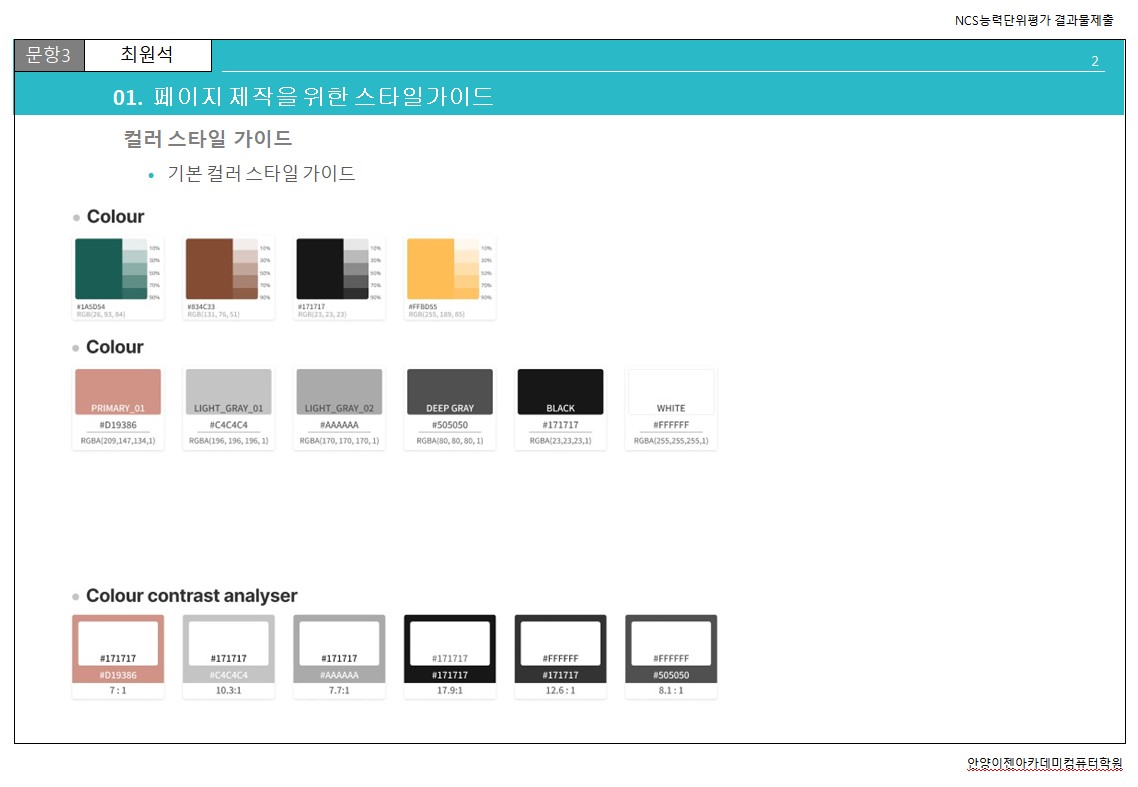 NCS능력단위평가 결과물제출
문항3 최원석
2
01. 페이지 제작을 위한 스타일가이드
컬러 스타일 가이드
• 기본 컬러 스타일 가이드
Colour
10% 10% 10% 10%
30% 30% 30% 30%
50% 50% 50% 50%
70% 70% 70% 70%
90% 90% 90% 90%
#1A5D54 #834C33 #171717 #FFBD55
RGB(26, 93, 84) RGB(131, 76, 51) RGB(23, 23, 23) RGB(255, 189, 85)
Colour
PRIMARY_01 LIGHT_GRAY_01 LIGHT_GRAY_02 DEEP GRAY BLACK WHITE
#D19386 #C4C4C4 #AAAAAA #505050 #171717 #FFFFFF
RGBA(209,147,134,1) RGBA(196, 196, 196, 1) RGBA(170, 170, 170, 1) RGBA(80, 80, 80, 1) RGBA(23,23,23,1) RGBA(255,255,255,1)
Colour contrast analyser
#171717 #171717 #171717 #171717 #FFFFFF #FFFFFF
#D19386 #C4C4C4 #AAAAAA #171717 #171717 #505050
7 : 1 10.3:1 7.7:1 17.9:1 12.6 : 1 8.1 : 1
안양이젠아카데미컴퓨터학원